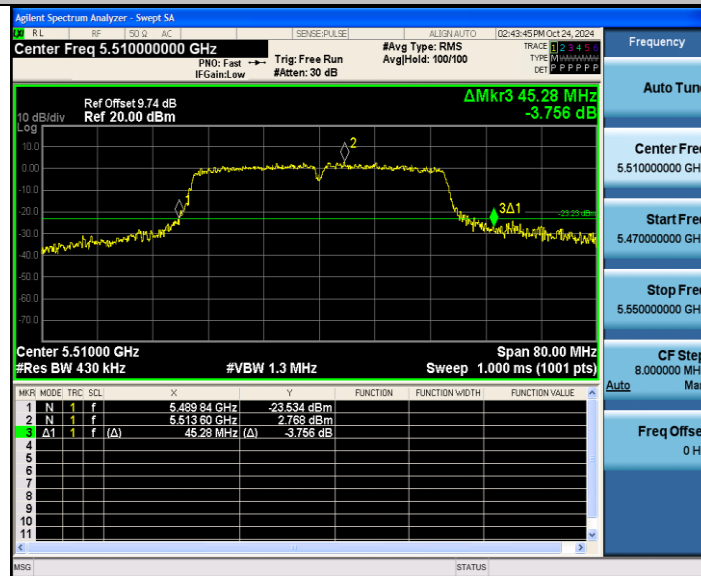 Agilent Spectrum Analyzer - Swept SA
RL RF 50 Ω AC SENSE:PULSE ALIGN AUTO 02:43:45PM Oct 24, 2024
Center Freq 5.510000000 GHz
PNO: Fast
IFGain:Low
Trig: Free Run
#Atten: 30 dB
#Avg Type: RMS
Avg|Hold: 100/100
TRACE 1 2 3 4 5 6
TYPE M
DET P P P P P P
ΔMkr3 45.28 MHz
-3.756 dB
Ref Offset 9.74 dB
10 dB/div Ref 20.00 dBm
Log
10.0
0.00
-10.0
-20.0
-30.0
-40.0
-50.0
-60.0
-70.0
1
2
3Δ1
Center 5.51000 GHz Span 80.00 MHz
#Res BW 430 kHz #VBW 1.3 MHz Sweep 1.000 ms (1001 pts)
MKR MODE TRC SCL X Y FUNCTION FUNCTION WIDTH FUNCTION VALUE
1 N 1 f 5.489 84 GHz -23.534 dBm
2 N 1 f 5.513 60 GHz 2.768 dBm
3 Δ1 1 f (Δ) 45.28 MHz (Δ) -3.756 dB
4
5
6
7
8
9
10
11
MSG STATUS
Frequency
Auto Tun
Center Fre
5.510000000 GH
Start Fre
5.470000000 GH
Stop Fre
5.550000000 GH
CF Step
8.000000 MH
Auto Ma
Freq Offse
0 H